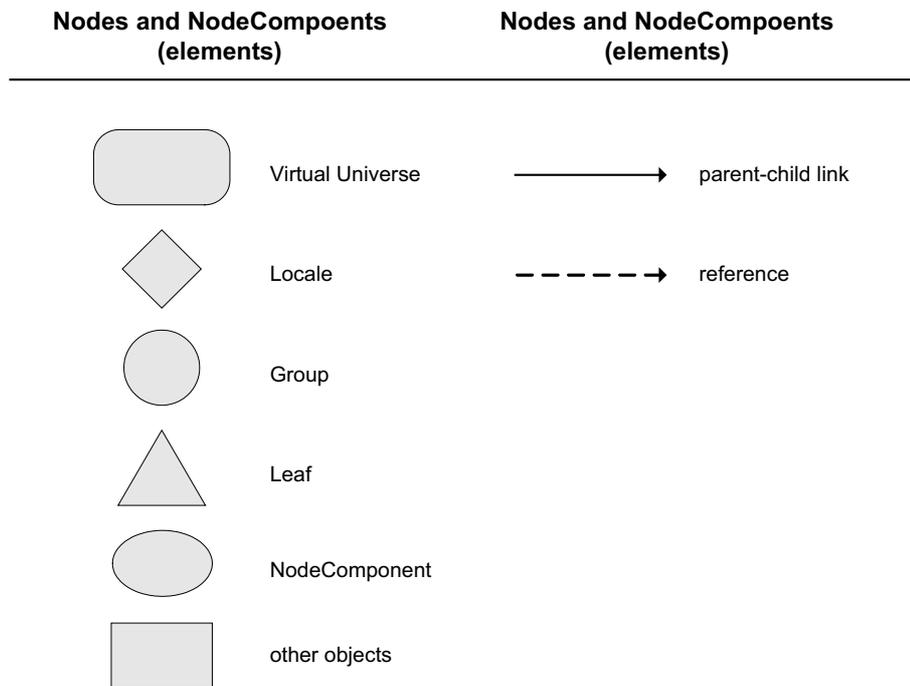 Nodes and NodeCompoents
(elements)
Nodes and NodeCompoents
(elements)
Virtual Universe
parent-child link
Locale
reference
Group
Leaf
NodeComponent
other objects